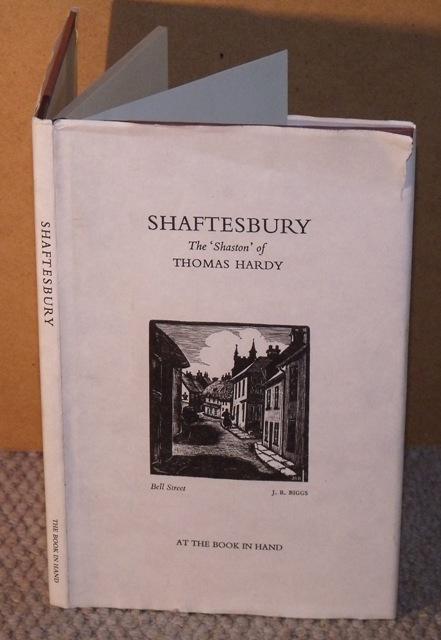 SHAFTESBURY
The 'Shaston' of
THOMAS HARDY
Bell Street
J. R. BIGGS
AT THE BOOK IN HAND
SHAFTESBURY
THE BOOK IN HAND